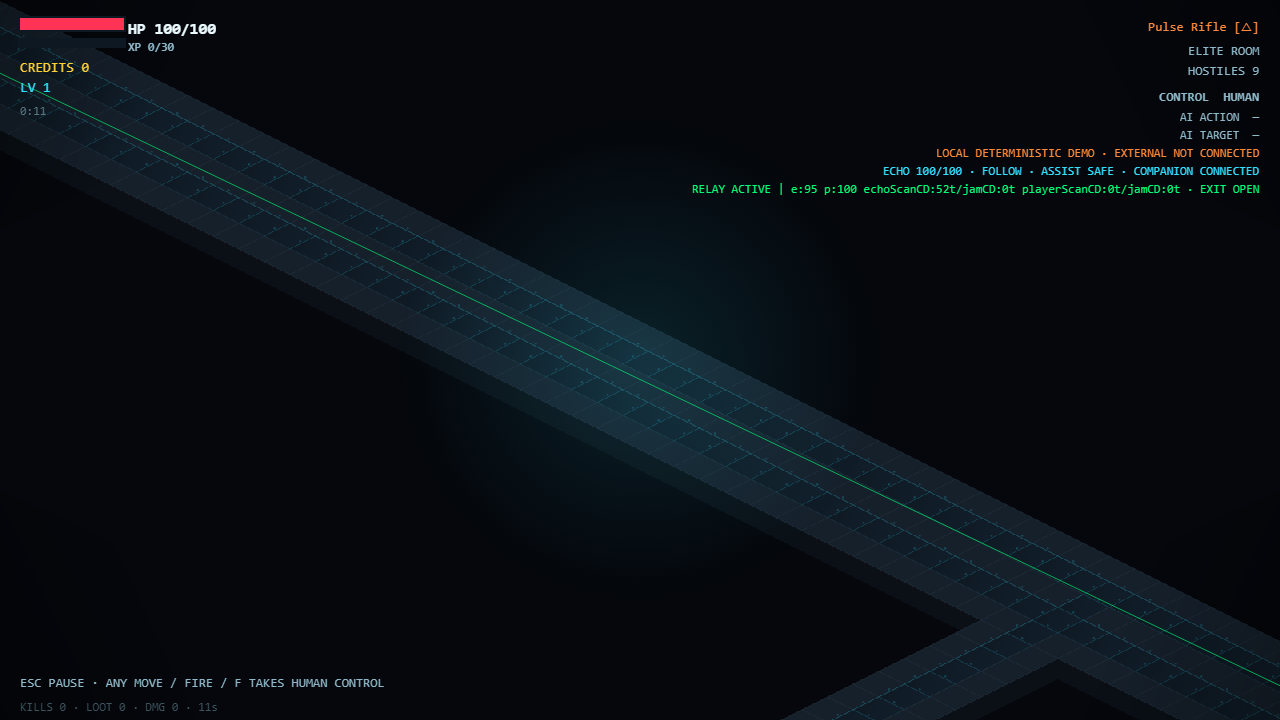 HP 100/100
XP 0/30
CREDITS 0
LV 1
0:11
Pulse Rifle [△]
ELITE ROOM
HOSTILES 9
CONTROL HUMAN
AI ACTION —
AI TARGET —
LOCAL DETERMINISTIC DEMO · EXTERNAL NOT CONNECTED
ECHO 100/100 · FOLLOW · ASSIST SAFE · COMPANION CONNECTED
RELAY ACTIVE | e:95 p:100 echoScanCD:52t/jamCD:0t playerScanCD:0t/jamCD:0t · EXIT OPEN
ESC PAUSE · ANY MOVE / FIRE / F TAKES HUMAN CONTROL
KILLS 0 · LOOT 0 · DMG 0 · 11s